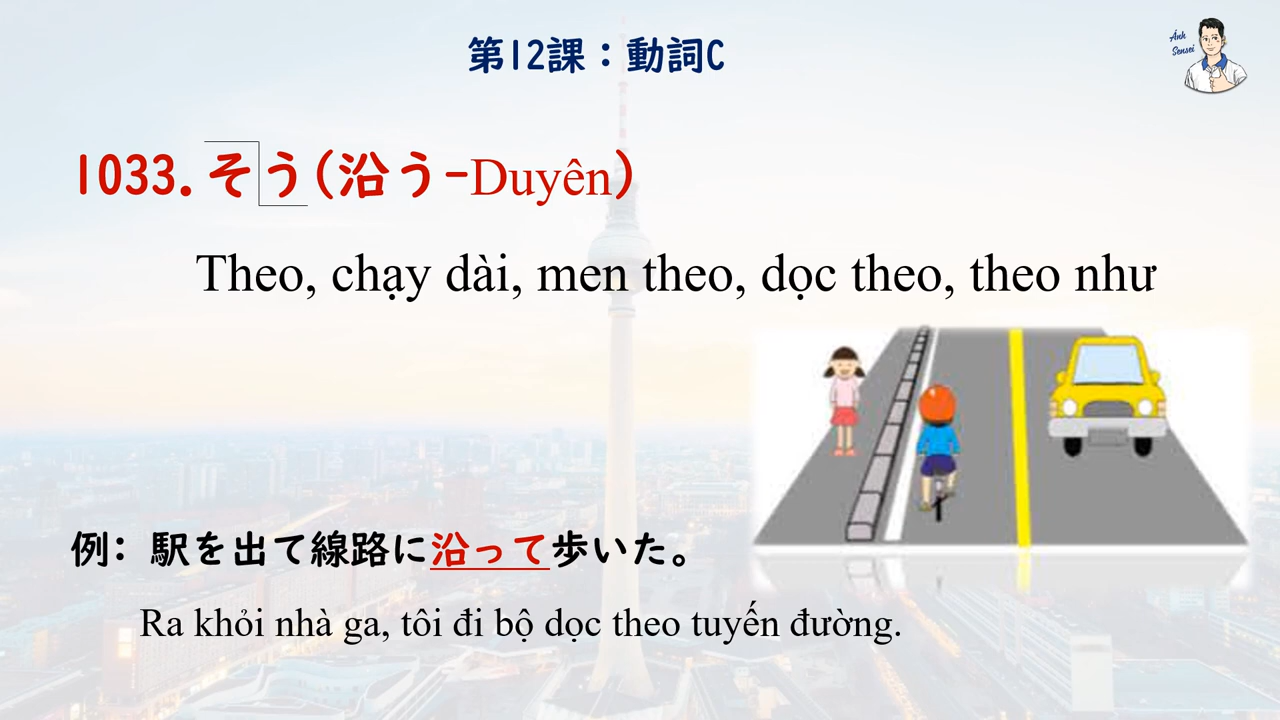 第12課：動詞C
Ánh
Sensei
1033.そう(沿う-Duyên)
Theo, chạy dài, men theo, dọc theo, theo như
例: 駅を出て線路に沿って歩いた。
Ra khỏi nhà ga, tôi đi bộ dọc theo tuyến đường.